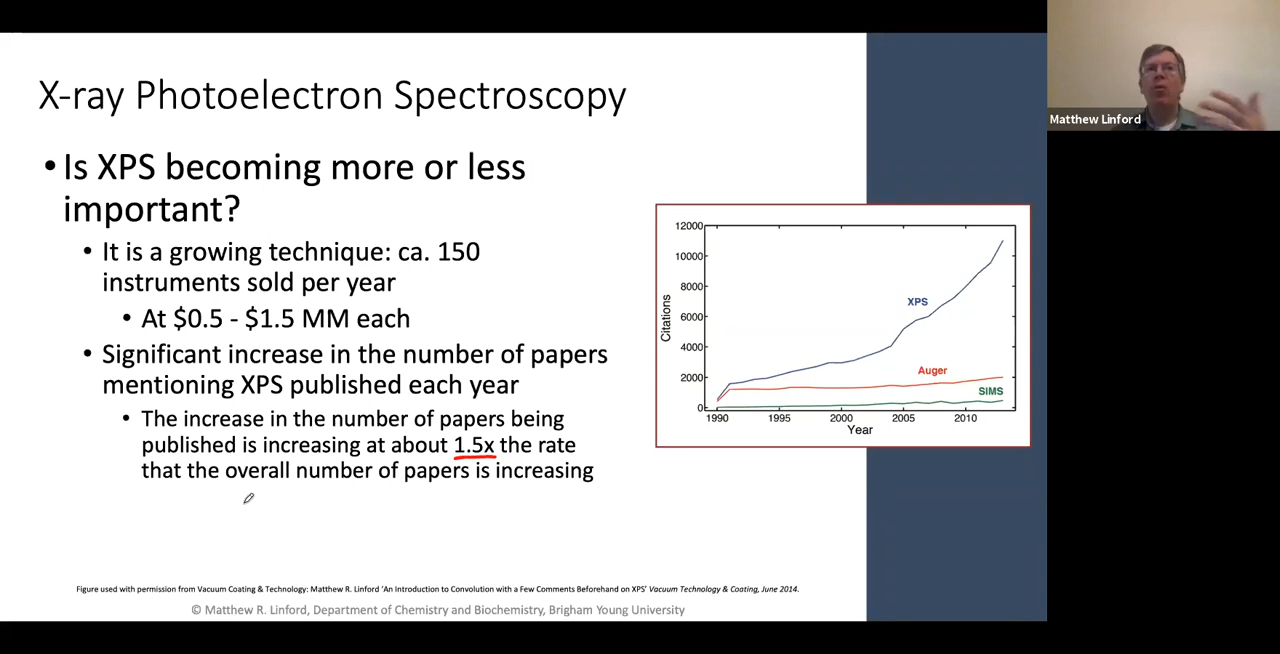 X-ray Photoelectron Spectroscopy
Matthew Linford
• Is XPS becoming more or less
important?
• It is a growing technique: ca. 150
instruments sold per year
• At $0.5 - $1.5 MM each
• Significant increase in the number of papers
mentioning XPS published each year
• The increase in the number of papers being
published is increasing at about 1.5x the rate
that the overall number of papers is increasing
12000
10000
8000
6000
4000
2000
0
Citations
XPS
Auger
SIMS
1990 1995 2000 2005 2010
Year
Figure used with permission from Vacuum Coating & Technology: Matthew R. Linford 'An Introduction to Convolution with a Few Comments Beforehand on XPS' Vacuum Technology & Coating, June 2014.
© Matthew R. Linford, Department of Chemistry and Biochemistry, Brigham Young University